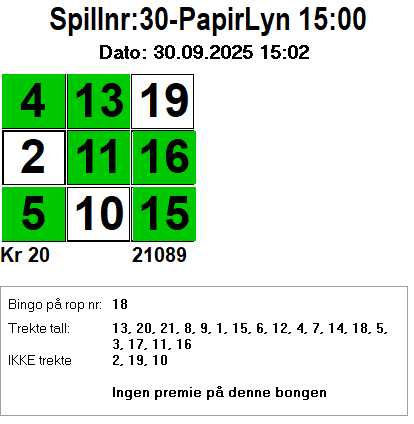 Spillnr:30-PapirLyn 15:00
Dato: 30.09.2025 15:02
4 13 19
2 11 16
5 10 15
Kr 20 21089
Bingo på rop nr: 18
Trekte tall: 13, 20, 21, 8, 9, 1, 15, 6, 12, 4, 7, 14, 18, 5,
3, 17, 11, 16
IKKE trekte 2, 19, 10
Ingen premie på denne bongen